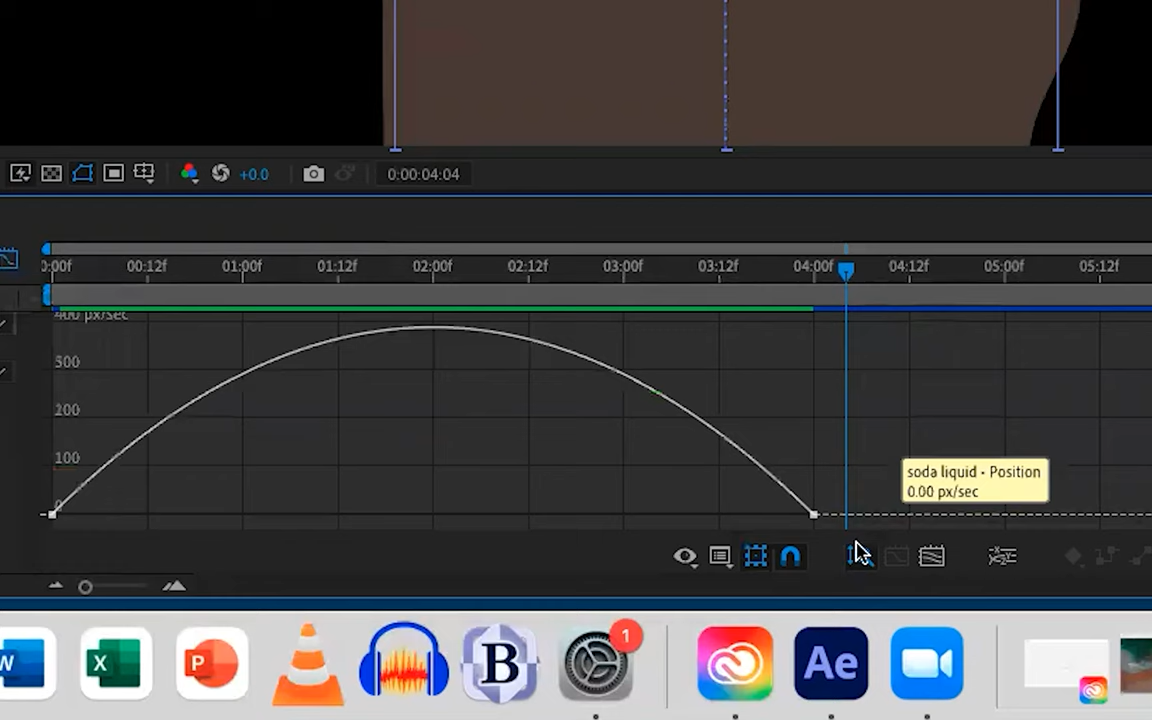 +0.0 0:00:04:04
0:00f 00:12f 01:00f 01:12f 02:00f 02:12f 03:00f 03:12f 04:00f 04:12f 05:00f 05:12f
400 px/sec
300
200
100
0
soda liquid • Position
0.00 px/sec
1
W X P B Ae